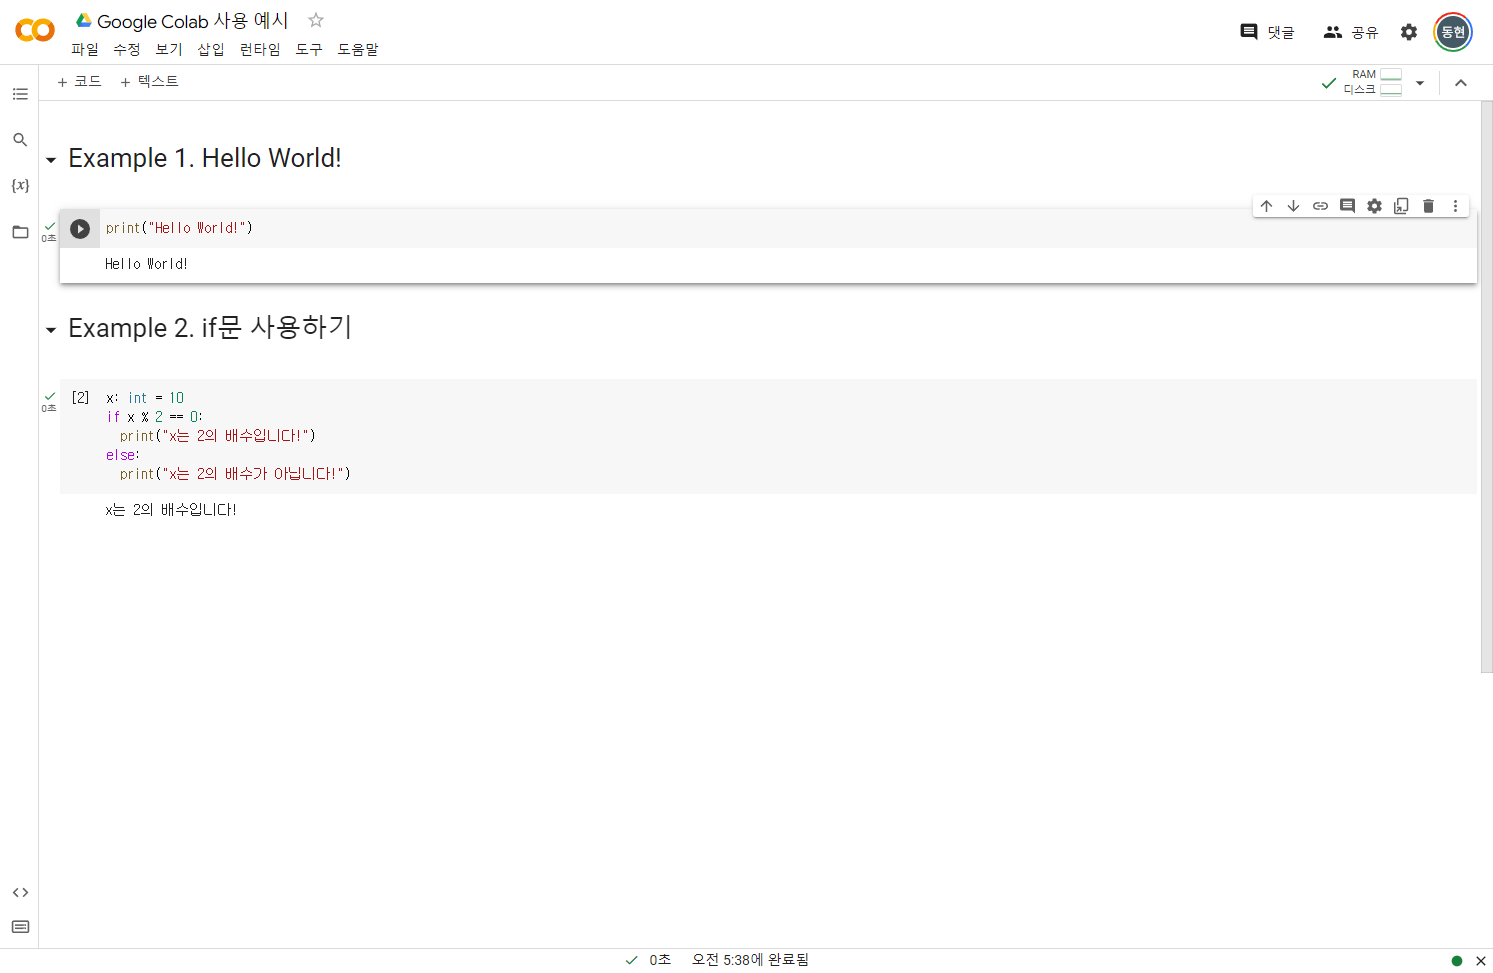 Google Colab 사용 예시
파일 수정 보기 삽입 런타임 도구 도움말
댓글 공유 동현
+ 코드 + 텍스트
RAM
디스크
Example 1. Hello World!
{x}
0초
print("Hello World!")
Hello World!
Example 2. if문 사용하기
0초
[2] x: int = 10
if x % 2 == 0:
  print("x는 2의 배수입니다!")
else:
  print("x는 2의 배수가 아닙니다!")
x는 2의 배수입니다!
0초 오전 5:38에 완료됨